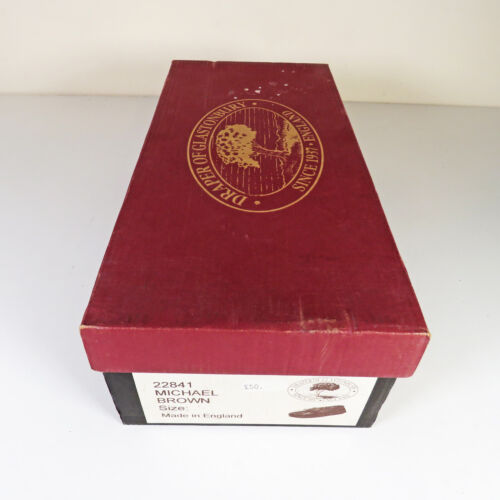 DRAPER OF GLASTONBURY
SINCE 1937 • ENGLAND
22841
MICHAEL
BROWN
Size:
Made in England
£50.